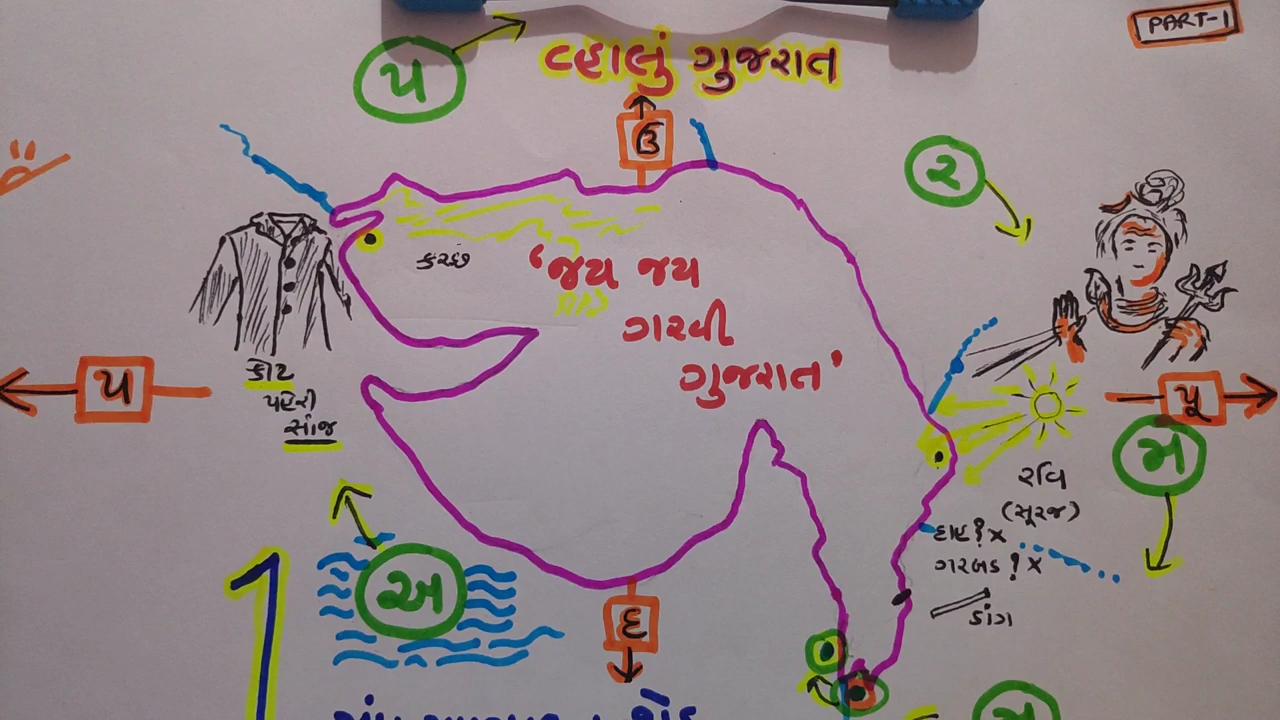 PART-1
વ્હાલું ગુજરાત
પ
ઉ
ર
કચ્છ
'જય જય
ગરવી
ગુજરાત'
કોટ
પહેરી
સાંજ
પ
પૂ
મ
રવિ
(સૂરજ)
દાહ? x
ગરબડ! x
ડાંગ
અ
દ
1